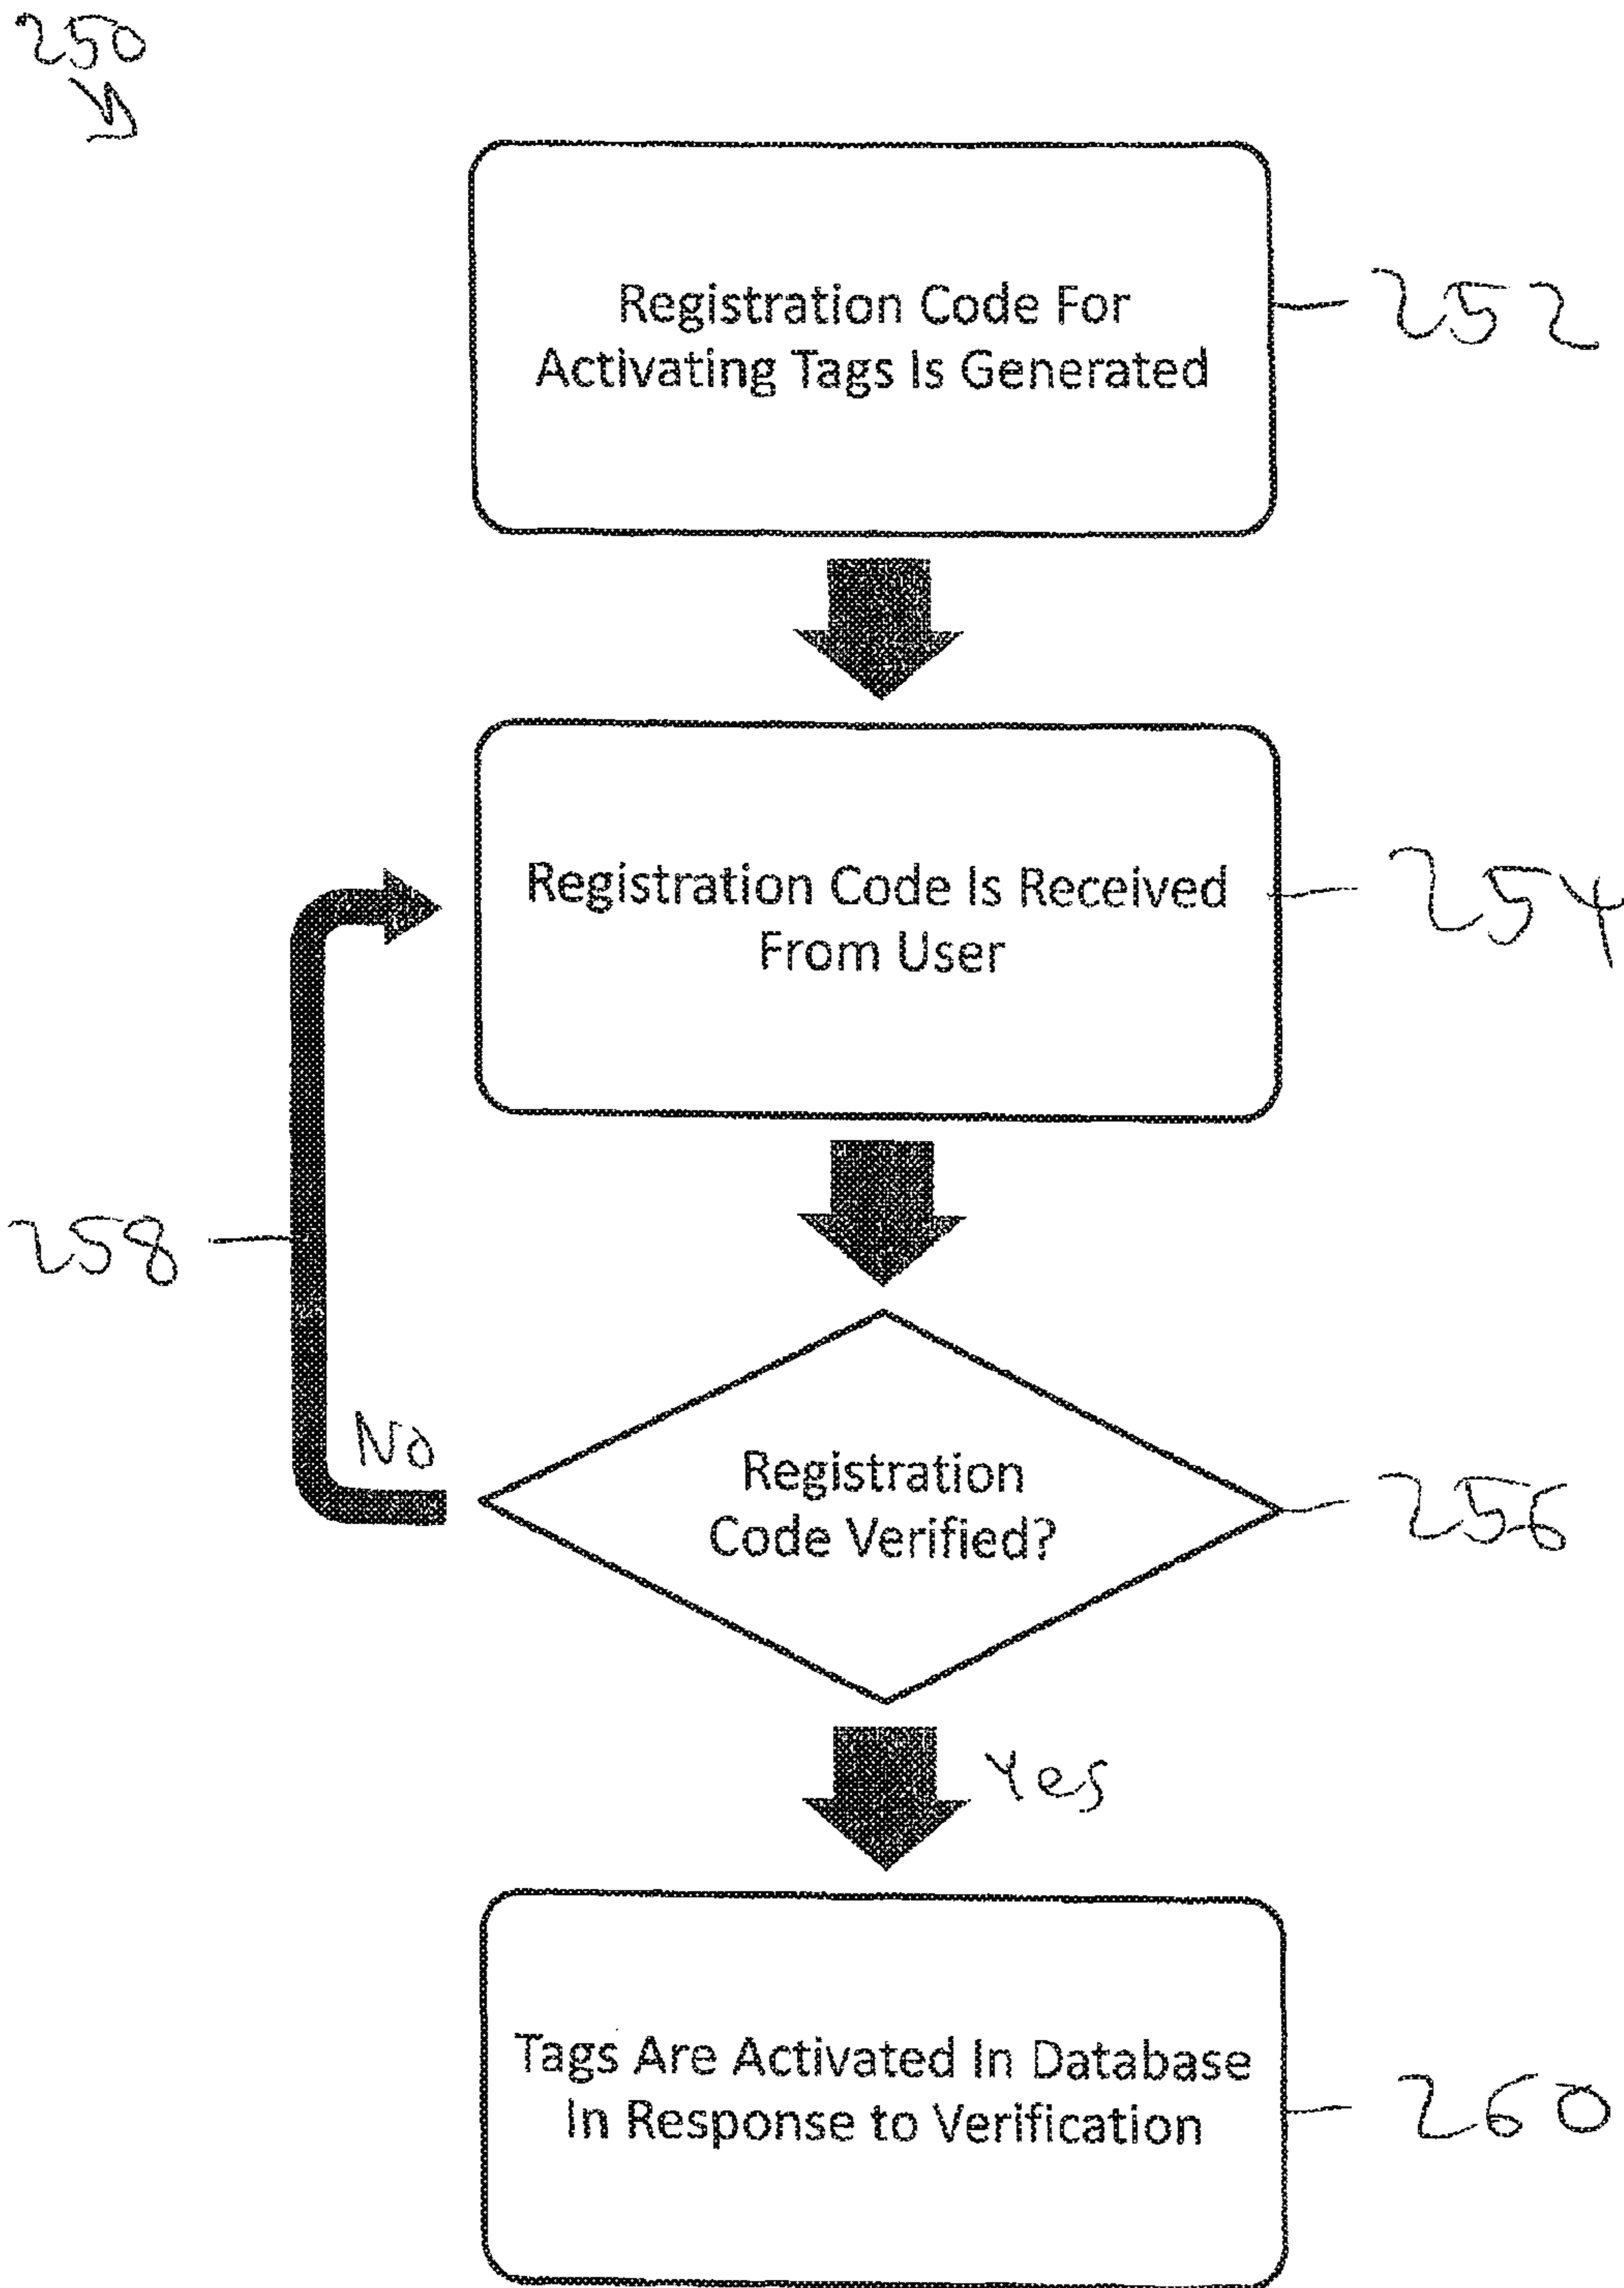 250
Registration Code For
Activating Tags Is Generated
252
Registration Code Is Received
From User
254
258
No
Registration
Code Verified?
256
Yes
Tags Are Activated In Database
In Response to Verification
260